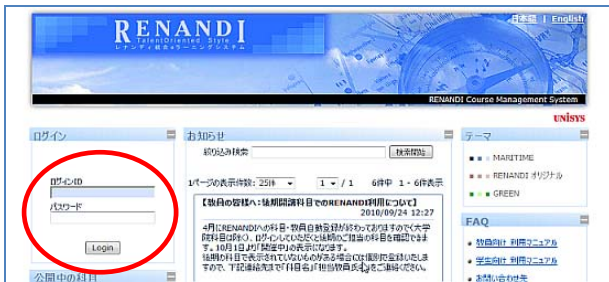 日本語 | English
RENANDI
TalentOriented Style
レナンディ統合eラーニングシステム
RENANDI Course Management System
UNISYS
ログイン
ログインID
パスワード
Login
公開中の科目
お知らせ
絞り込み検索
検索開始
1ページの表示件数: 25件 1 / 1 6件中 1 - 6件表示
【教員の皆様へ:後期開講科目でのRENANDI利用について】
2010/09/24 12:27
4月にRENANDIへの科目・教員自動登録が終わっておりますので(大学
院科目は除く)、ログインしていただくと後期のご担当の科目を確認できま
す。10月1日より「開催中」の表示になります。
後期の科目で表示されていないものがある場合には個別で登録いたしま
すので、下記連絡先まで「科目名」「担当教員氏名」をご連絡ください。
テーマ
MARITIME
RENANDI オリジナル
GREEN
FAQ
教員向け 利用マニュアル
学生向け 利用マニュアル
お問い合わせ先